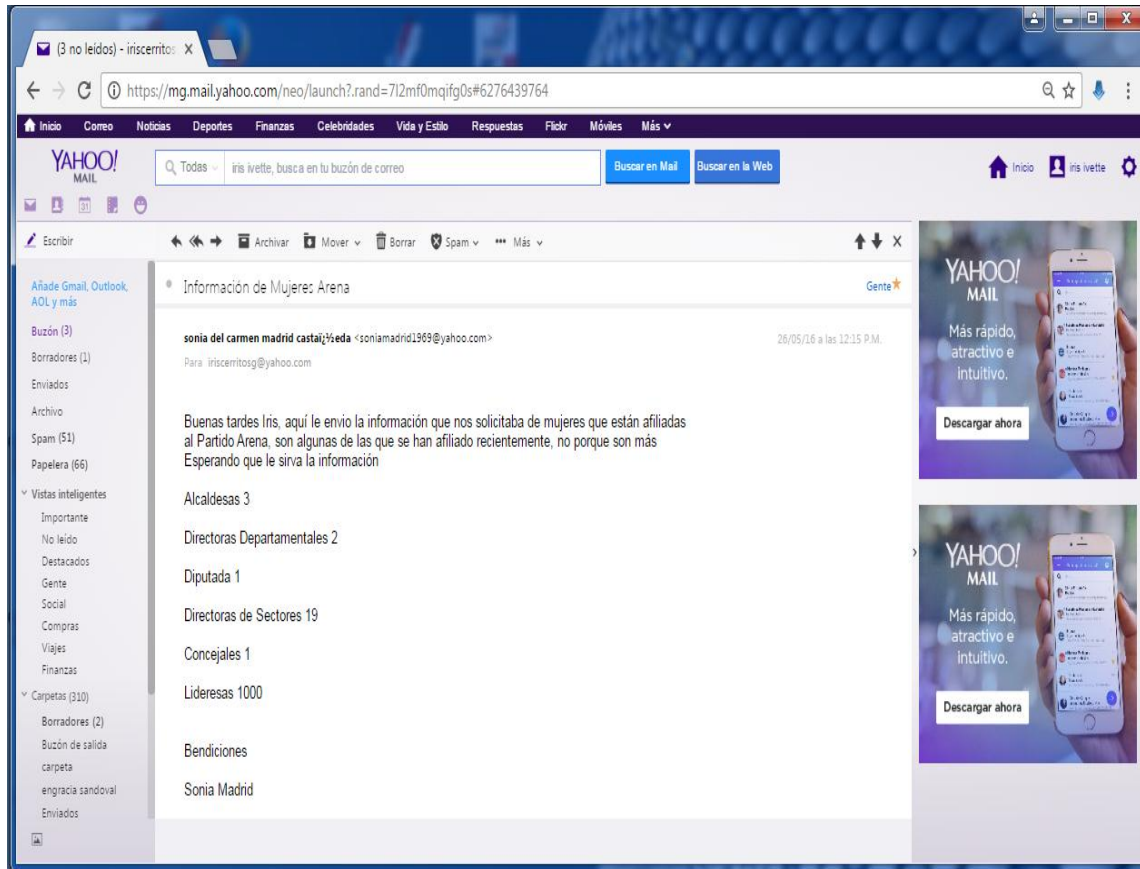 (3 no leídos) - iriscerritos
https://mg.mail.yahoo.com/neo/launch?.rand=7l2mf0mqifg0s#6276439764
Inicio Correo Noticias Deportes Finanzas Celebridades Vida y Estilo Respuestas Flickr Móviles Más
YAHOO!
MAIL
Todas iris ivette, busca en tu buzón de correo Buscar en Mail Buscar en la Web Inicio iris ivette
31
Escribir
Archivar Mover Borrar Spam Más
Añade Gmail, Outlook,
AOL y más
Buzón (3)
Borradores (1)
Enviados
Archivo
Spam (51)
Papelera (66)
Vistas inteligentes
Importante
No leído
Destacados
Gente
Social
Compras
Viajes
Finanzas
Carpetas (310)
Borradores (2)
Buzón de salida
carpeta
engracia sandoval
Enviados
Información de Mujeres Arena Gente
sonia del carmen madrid castaï¿½eda <soniamadrid1969@yahoo.com> 26/05/16 a las 12:15 P.M.
Para iriscerritosg@yahoo.com
Buenas tardes Iris, aquí le envio la información que nos solicitaba de mujeres que están afiliadas
al Partido Arena, son algunas de las que se han afiliado recientemente, no porque son más
Esperando que le sirva la información
Alcaldesas 3
Directoras Departamentales 2
Diputada 1
Directoras de Sectores 19
Concejales 1
Lideresas 1000
Bendiciones
Sonia Madrid
YAHOO!
MAIL
Más rápido,
atractivo e
intuitivo.
Descargar ahora
YAHOO!
MAIL
Más rápido,
atractivo e
intuitivo.
Descargar ahora